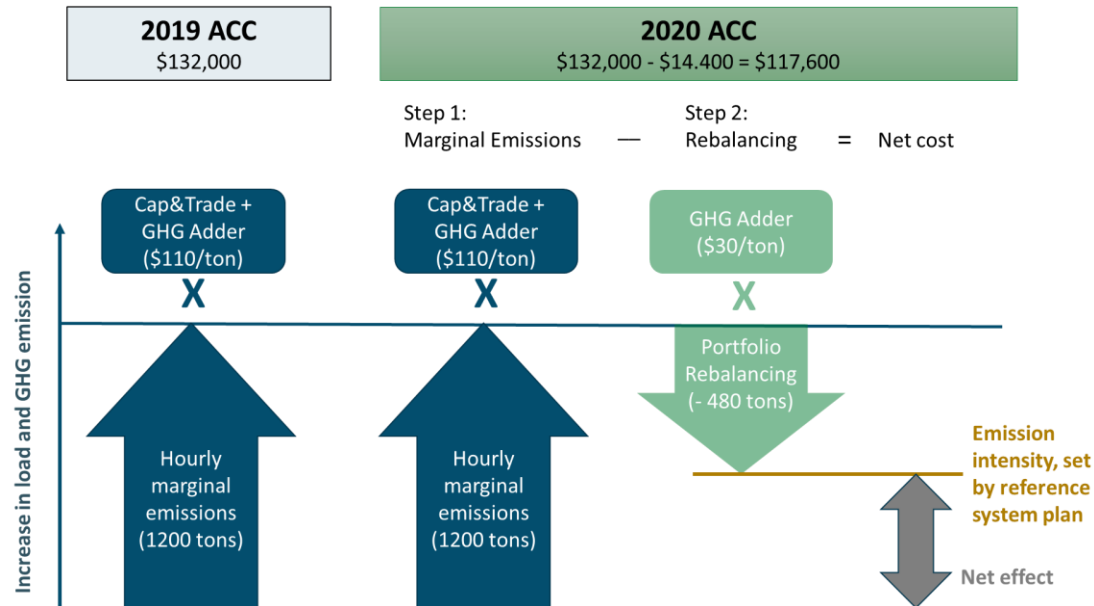 2019 ACC
$132,000
2020 ACC
$132,000 - $14.400 = $117,600
Step 1:
Marginal Emissions
—
Step 2:
Rebalancing
=
Net cost
Cap&Trade +
GHG Adder
($110/ton)
X
Cap&Trade +
GHG Adder
($110/ton)
X
GHG Adder
($30/ton)
X
Increase in load and GHG emission
Hourly
marginal
emissions
(1200 tons)
Hourly
marginal
emissions
(1200 tons)
Portfolio
Rebalancing
(- 480 tons)
Emission
intensity, set
by reference
system plan
Net effect